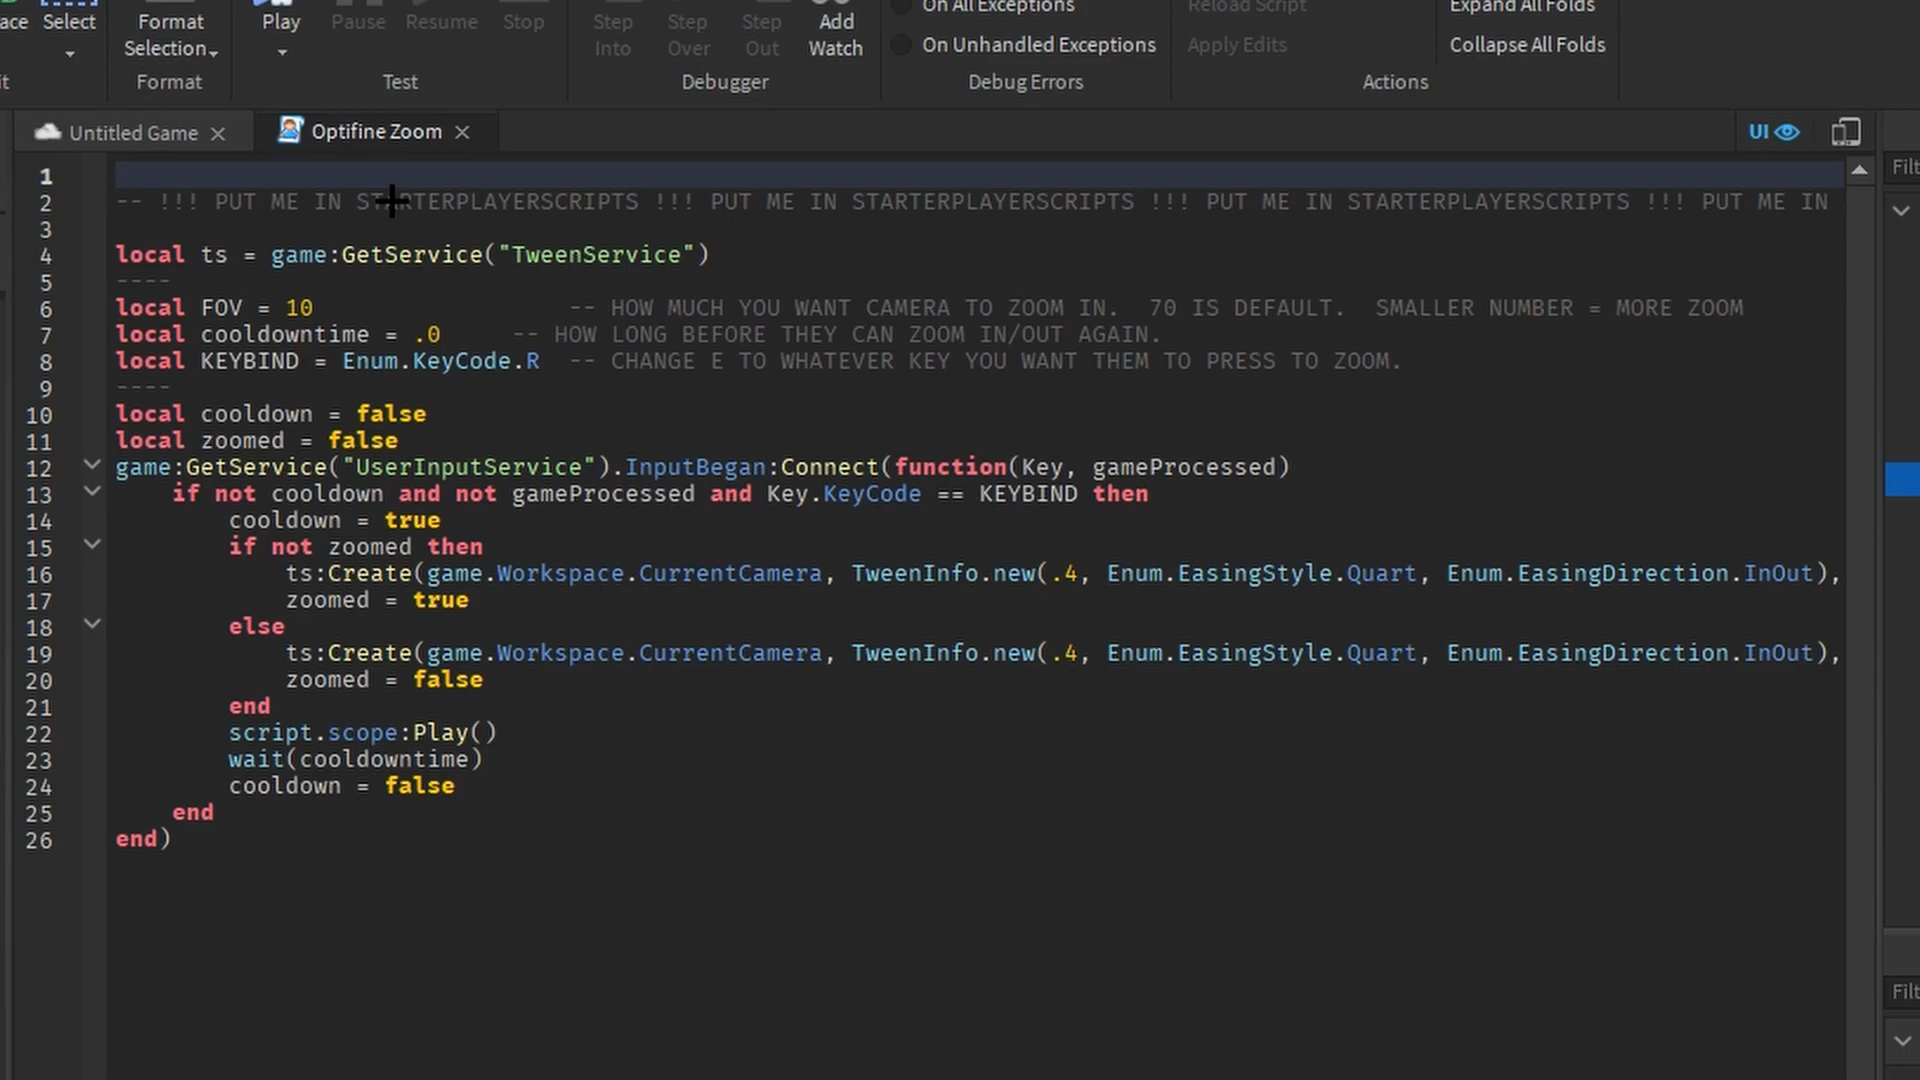 ace Select Format Selection Play Pause Resume Stop Step Into Step Over Step Out Add Watch On All Exceptions On Unhandled Exceptions Reload Script Apply Edits Expand All Folds Collapse All Folds
Format Test Debugger Debug Errors Actions
Untitled Game Optifine Zoom UI
Filt
1
2 -- !!! PUT ME IN STARTERPLAYERSCRIPTS !!! PUT ME IN STARTERPLAYERSCRIPTS !!! PUT ME IN STARTERPLAYERSCRIPTS !!! PUT ME IN
3
4 local ts = game:GetService("TweenService")
5 ----
6 local FOV = 10 -- HOW MUCH YOU WANT CAMERA TO ZOOM IN. 70 IS DEFAULT. SMALLER NUMBER = MORE ZOOM
7 local cooldowntime = .0 -- HOW LONG BEFORE THEY CAN ZOOM IN/OUT AGAIN.
8 local KEYBIND = Enum.KeyCode.R -- CHANGE E TO WHATEVER KEY YOU WANT THEM TO PRESS TO ZOOM.
9 ----
10 local cooldown = false
11 local zoomed = false
12 game:GetService("UserInputService").InputBegan:Connect(function(Key, gameProcessed)
13 if not cooldown and not gameProcessed and Key.KeyCode == KEYBIND then
14 cooldown = true
15 if not zoomed then
16 ts:Create(game.Workspace.CurrentCamera, TweenInfo.new(.4, Enum.EasingStyle.Quart, Enum.EasingDirection.InOut),
17 zoomed = true
18 else
19 ts:Create(game.Workspace.CurrentCamera, TweenInfo.new(.4, Enum.EasingStyle.Quart, Enum.EasingDirection.InOut),
20 zoomed = false
21 end
22 script.scope:Play()
23 wait(cooldowntime)
24 cooldown = false
25 end
26 end)
Filt